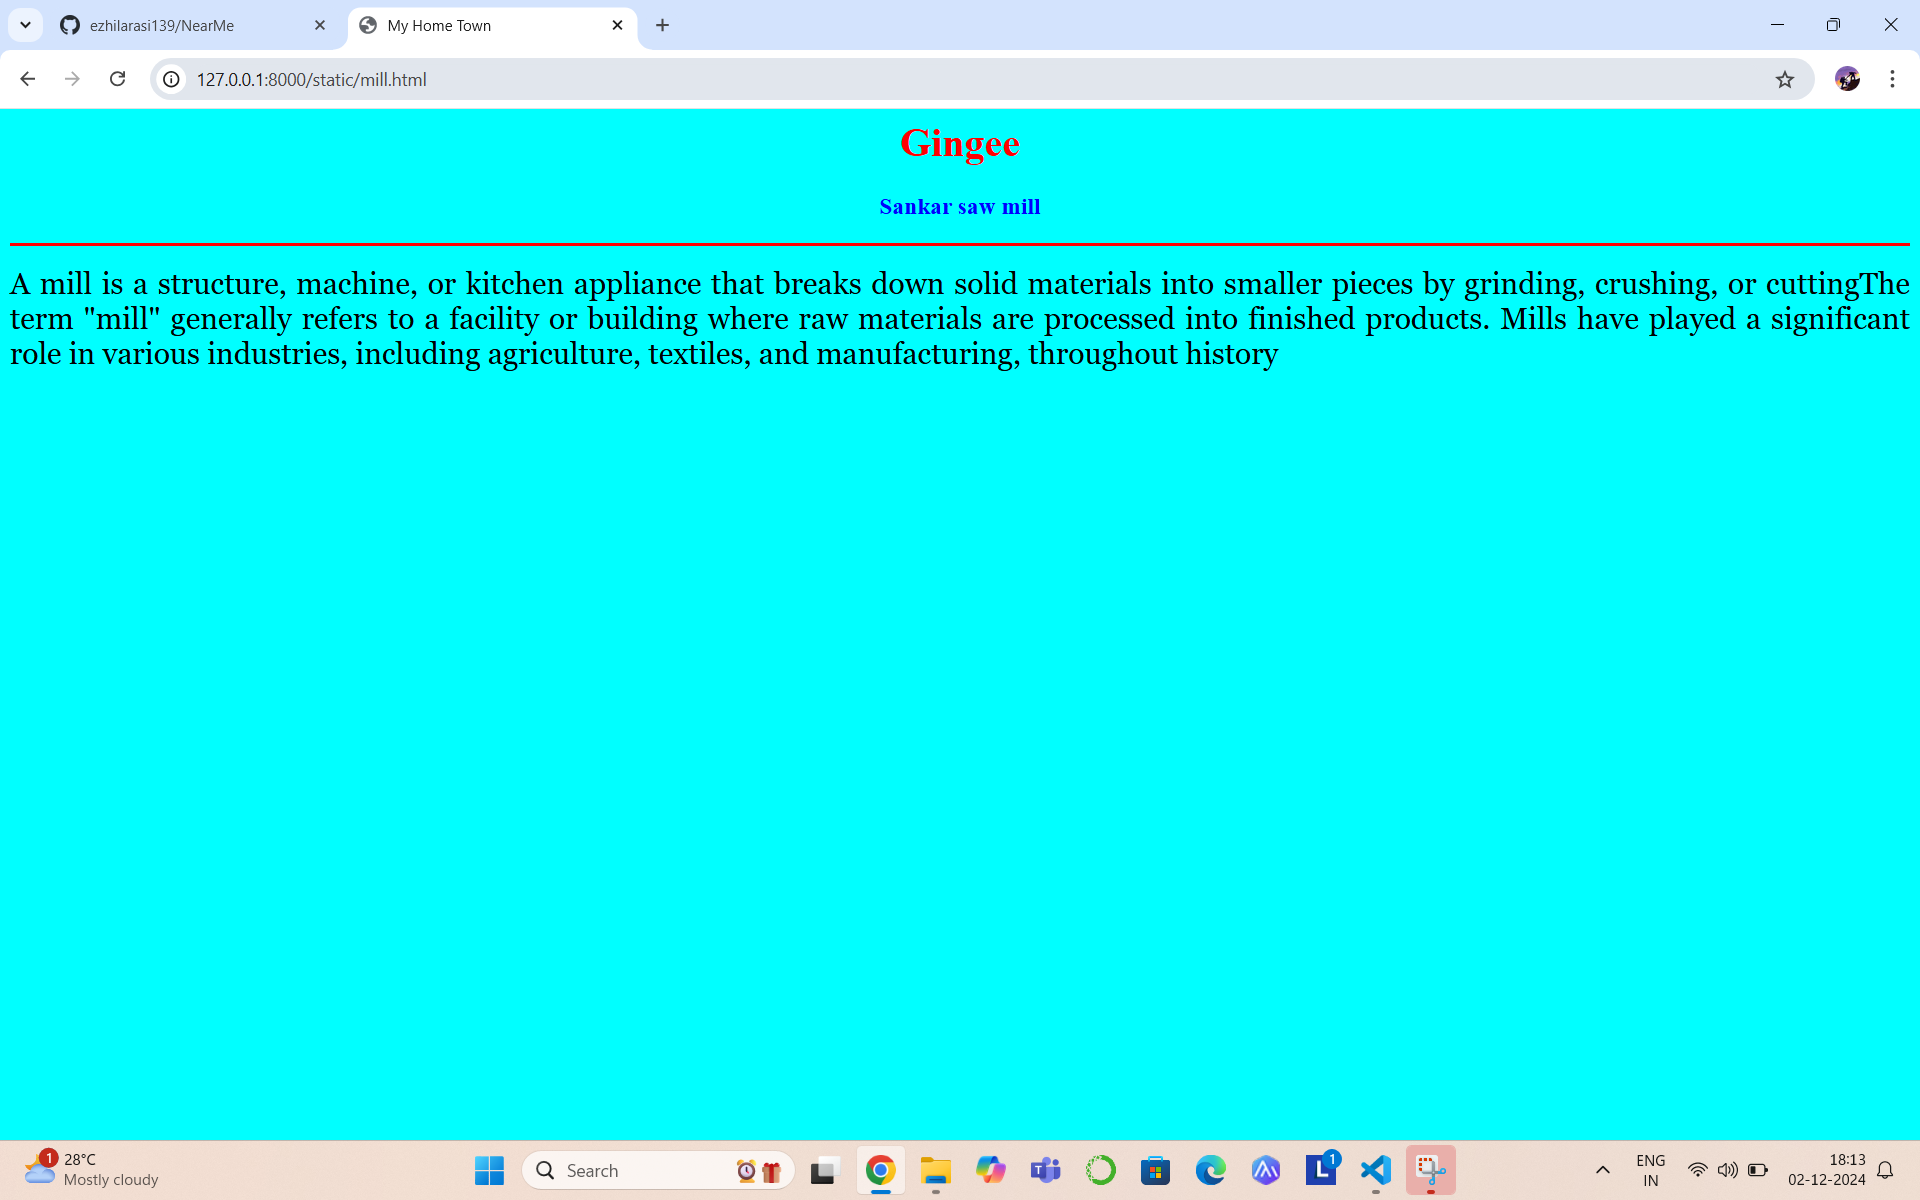 ezhilarasi139/NearMe
My Home Town
127.0.0.1:8000/static/mill.html
Gingee
Sankar saw mill
A mill is a structure, machine, or kitchen appliance that breaks down solid materials into smaller pieces by grinding, crushing, or cuttingThe
term "mill" generally refers to a facility or building where raw materials are processed into finished products. Mills have played a significant
role in various industries, including agriculture, textiles, and manufacturing, throughout history
1
28°C
Mostly cloudy
Search
T
L
1
ENG
IN
18:13
02-12-2024